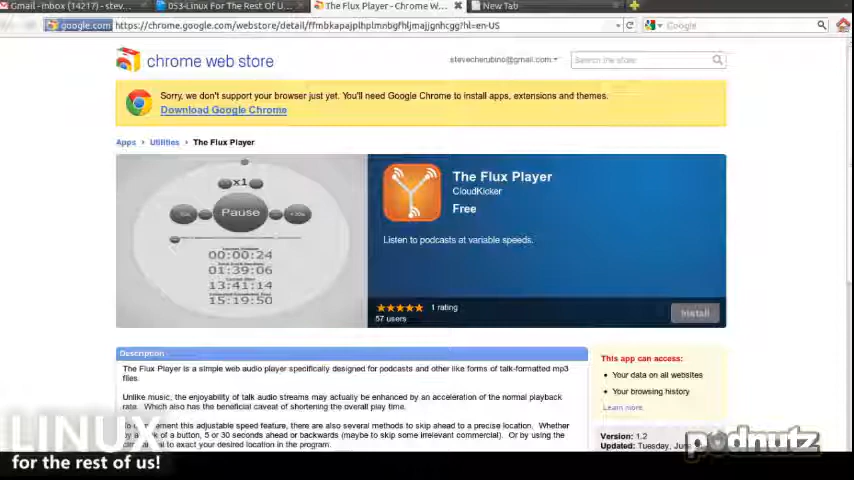 Gmail - Inbox (14217) - stev...
053-Linux For The Rest Of U...
The Flux Player - Chrome W...
New Tab
google.com
https://chrome.google.com/webstore/detail/ffmbkapajplhplmnbgfhljmajjgnhcgg?hl=en-US
Google
chrome web store
stevecherubino@gmail.com
Search the store
Sorry, we don't support your browser just yet. You'll need Google Chrome to install apps, extensions and themes.
Download Google Chrome
Apps › Utilities › The Flux Player
x1
Pause
00:00:24
01:39:06
13:41:14
15:19:50
The Flux Player
CloudKicker
Free
Listen to podcasts at variable speeds.
1 rating
57 users
Install
Description
The Flux Player is a simple web audio player specifically designed for podcasts and other like forms of talk-formatted mp3
files.
Unlike music, the enjoyability of talk audio streams may actually be enhanced by an acceleration of the normal playback
rate. Which also has the beneficial caveat of shortening the overall play time.
this adjustable speed feature, there are also several methods to skip ahead to a precise location. Whether
of a button, 5 or 30 seconds ahead or backwards (maybe to skip some irrelevant commercial). Or by using the
to exact your desired location in the program.
This app can access:
Your data on all websites
Your browsing history
Learn more
Version: 1.2
Updated: Tuesday,
LINUX
for the rest of us!
podnutz